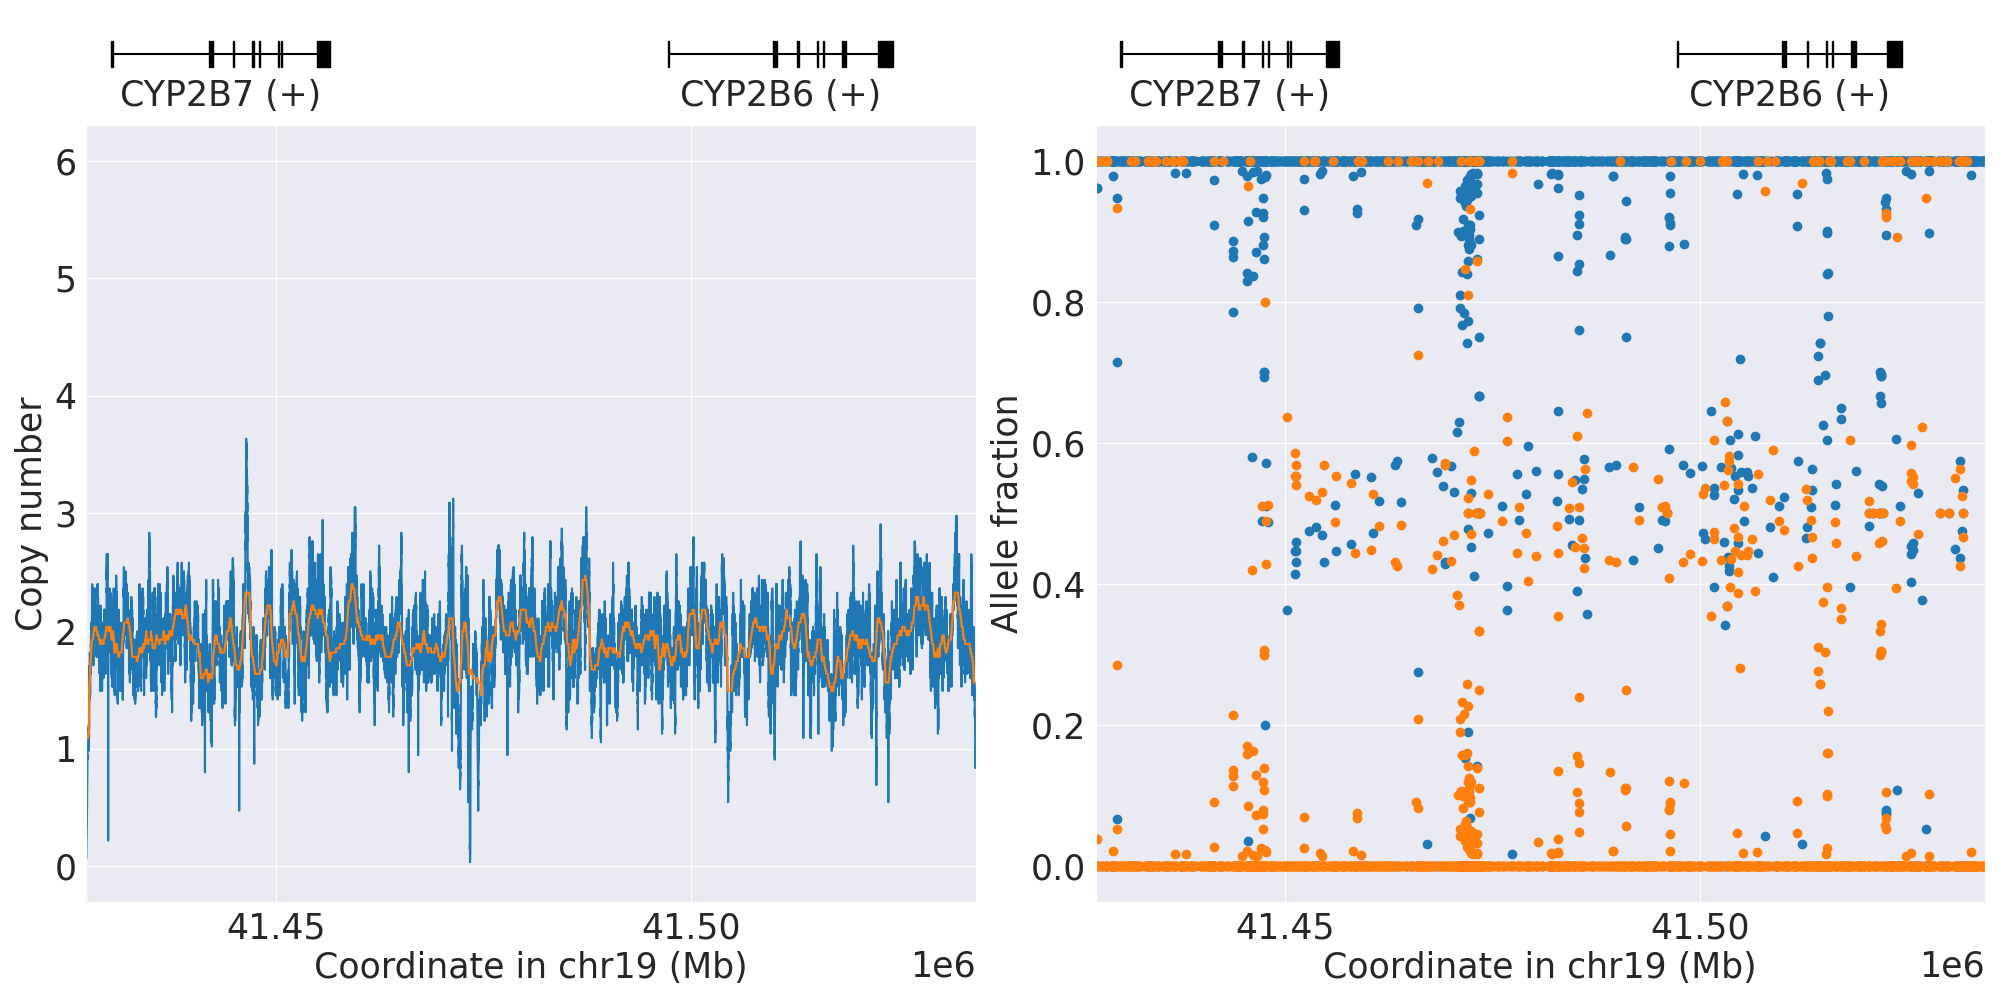 CYP2B7 (+)
CYP2B6 (+)
6
5
4
3
2
1
0
Copy number
41.45
41.50
Coordinate in chr19 (Mb)
1e6
CYP2B7 (+)
CYP2B6 (+)
1.0
0.8
0.6
0.4
0.2
0.0
Allele fraction
41.45
41.50
Coordinate in chr19 (Mb)
1e6